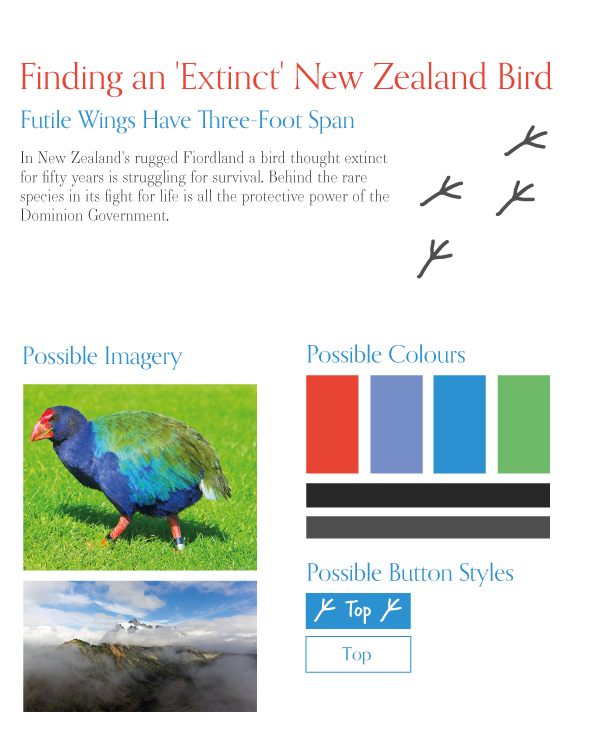 Finding an 'Extinct' New Zealand Bird
Futile Wings Have Three-Foot Span
In New Zealand's rugged Fiordland a bird thought extinct
for fifty years is struggling for survival. Behind the rare
species in its fight for life is all the protective power of the
Dominion Government.
Possible Imagery
Possible Colours
Possible Button Styles
Top
Top